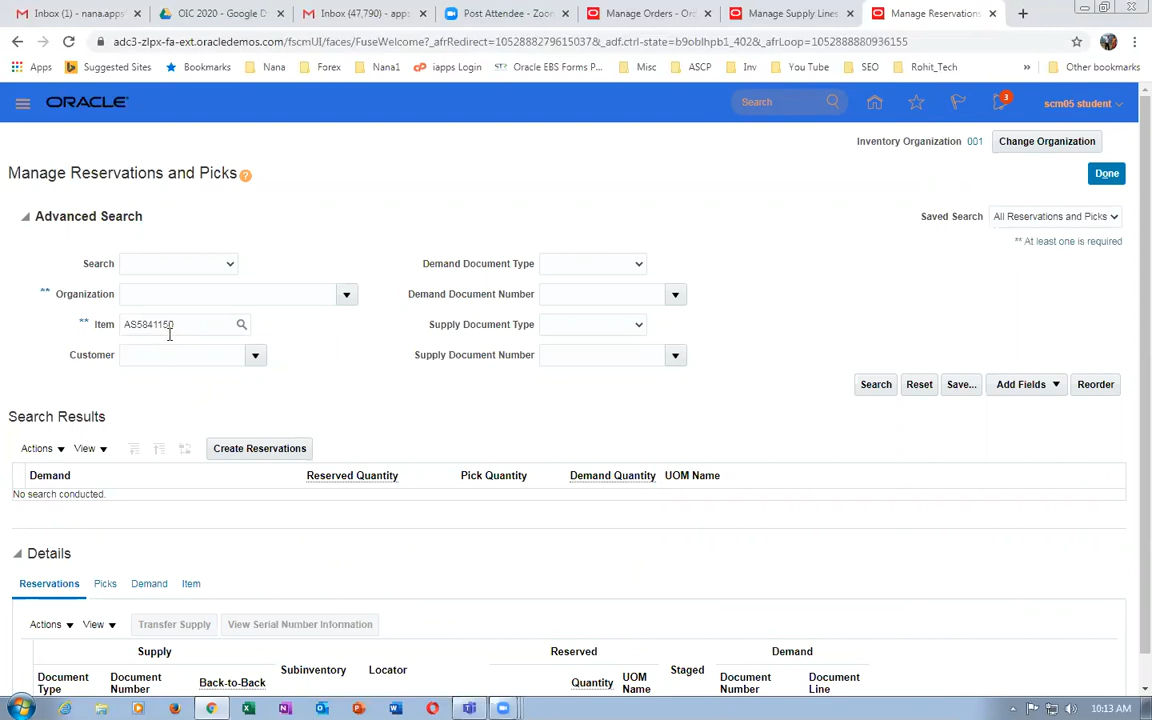 Inbox (1) - nana.apps'
OIC 2020 - Google D
Inbox (47,790) - apps
Post Attendee - Zoon
Manage Orders - Ord
Manage Supply Lines
Manage Reservations
adc3-zlpx-fa-ext.oracledemos.com/fscmUI/faces/FuseWelcome?_afrRedirect=10528882796150376&_adf.ctrl-state=b9oblhpb1_402&_afrLoop=1052888880936155
Apps
Suggested Sites
Bookmarks
Nana
Forex
Nana1
iapps Login
Oracle EBS Forms P...
Misc
ASCP
Inv
You Tube
SEO
Rohit_Tech
»
Other bookmarks
ORACLE
Search
3
scm05 student
Inventory Organization 001 Change Organization
Manage Reservations and Picks ?
Done
Advanced Search
Saved Search All Reservations and Picks
** At least one is required
Search
Demand Document Type
** Organization
Demand Document Number
** Item AS5841150
Supply Document Type
Customer
Supply Document Number
Search Reset Save... Add Fields Reorder
Search Results
Actions View Create Reservations
Demand Reserved Quantity Pick Quantity Demand Quantity UOM Name
No search conducted.
Details
Reservations Picks Demand Item
Actions View Transfer Supply View Serial Number Information
Supply Reserved Demand
Subinventory Locator Staged
Document Type Document Number Back-to-Back Quantity UOM Name Document Number Document Line
10:13 AM